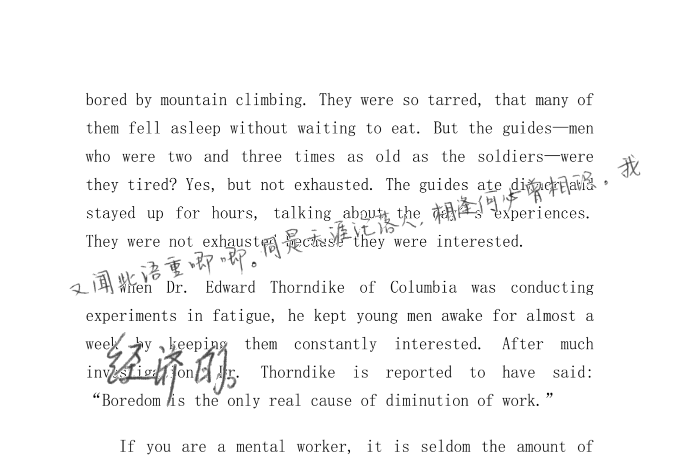 bored by mountain climbing. They were so tarred, that many of
them fell asleep without waiting to eat. But the guides—men
who were two and three times as old as the soldiers—were
they tired? Yes, but not exhausted. The guides ate dinner and
stayed up for hours, talking about the day's experiences.
They were not exhausted because they were interested.
又闻此语重唧唧。同是天涯沦落人,相逢何必曾相识。我
When Dr. Edward Thorndike of Columbia was conducting
experiments in fatigue, he kept young men awake for almost a
week by keeping them constantly interested. After much
investigation, Dr. Thorndike is reported to have said:
经济的。
“Boredom is the only real cause of diminution of work.”
If you are a mental worker, it is seldom the amount of